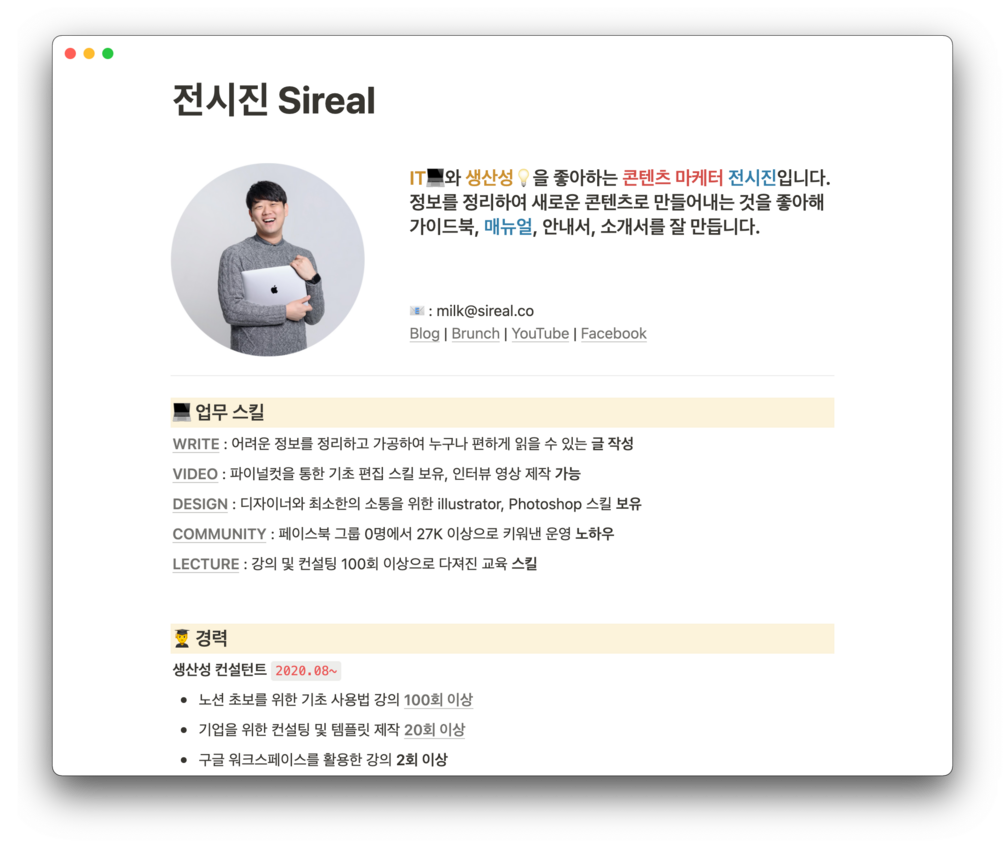 전시진 Sireal
IT💻와 생산성💡을 좋아하는 콘텐츠 마케터 전시진입니다.
정보를 정리하여 새로운 콘텐츠로 만들어내는 것을 좋아해
가이드북, 매뉴얼, 안내서, 소개서를 잘 만듭니다.
📧 : milk@sireal.co
Blog | Brunch | YouTube | Facebook
💻 업무 스킬
WRITE : 어려운 정보를 정리하고 가공하여 누구나 편하게 읽을 수 있는 글 작성
VIDEO : 파이널컷을 통한 기초 편집 스킬 보유, 인터뷰 영상 제작 가능
DESIGN : 디자이너와 최소한의 소통을 위한 illustrator, Photoshop 스킬 보유
COMMUNITY : 페이스북 그룹 0명에서 27K 이상으로 키워낸 운영 노하우
LECTURE : 강의 및 컨설팅 100회 이상으로 다져진 교육 스킬
👨‍🎓 경력
생산성 컨설턴트 2020.08~
• 노션 초보를 위한 기초 사용법 강의 100회 이상
• 기업을 위한 컨설팅 및 템플릿 제작 20회 이상
• 구글 워크스페이스를 활용한 강의 2회 이상